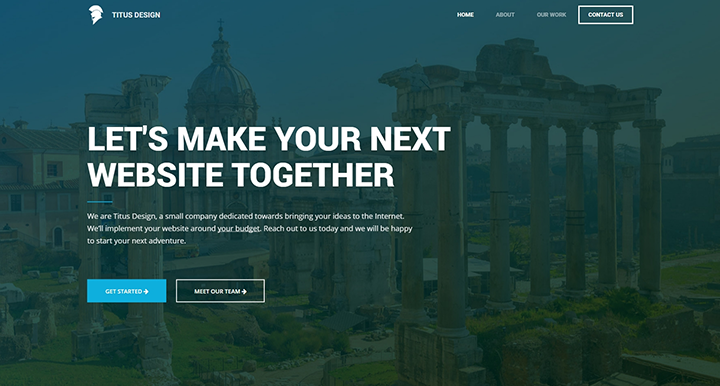 TITUS DESIGN
HOME
ABOUT
OUR WORK
CONTACT US
LET'S MAKE YOUR NEXT
WEBSITE TOGETHER
We are Titus Design, a small company dedicated towards bringing your ideas to the Internet.
We'll implement your website around your budget. Reach out to us today and we will be happy
to start your next adventure.
GET STARTED →
MEET OUR TEAM →